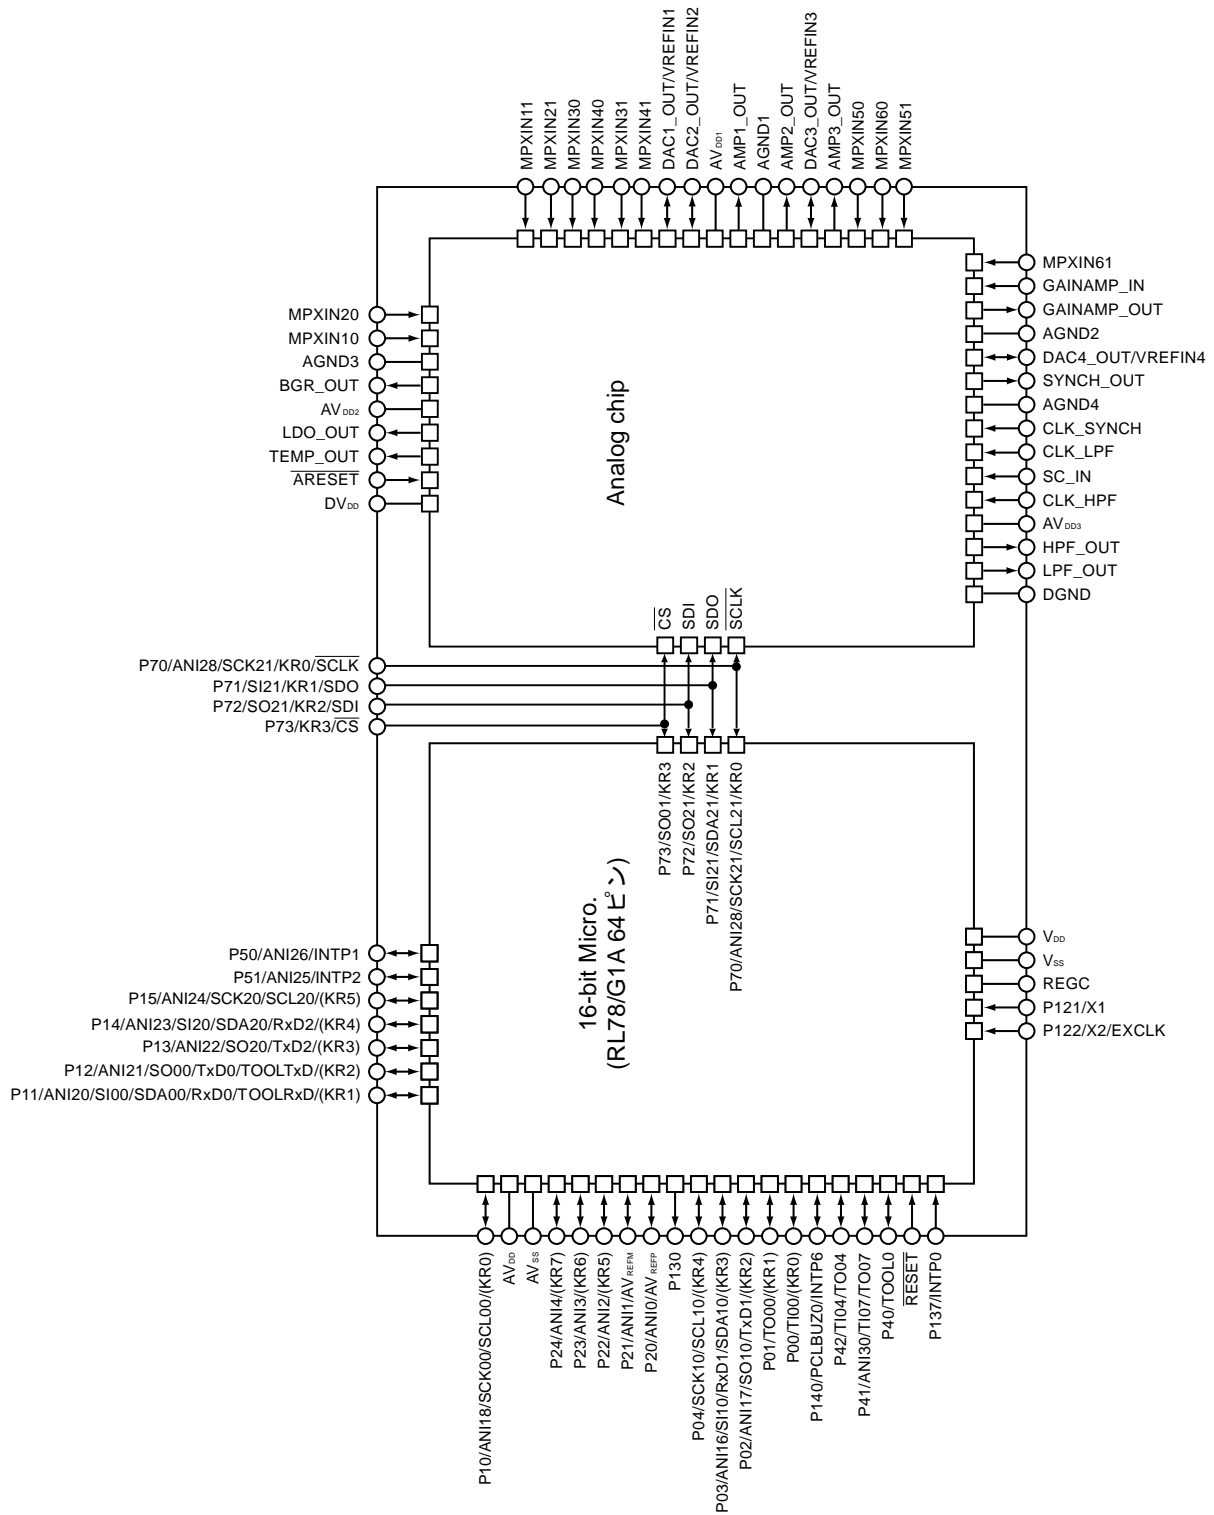 MPXIN11
MPXIN21
MPXIN30
MPXIN40
MPXIN31
MPXIN41
DAC1_OUT/VREFIN1
DAC2_OUT/VREFIN2
AVDD1
AMP1_OUT
AGND1
AMP2_OUT
DAC3_OUT/VREFIN3
AMP3_OUT
MPXIN50
MPXIN60
MPXIN51
MPXIN20
MPXIN10
AGND3
BGR_OUT
AVDD2
LDO_OUT
TEMP_OUT
ARESET
DVDD
Analog chip
MPXIN61
GAINAMP_IN
GAINAMP_OUT
AGND2
DAC4_OUT/VREFIN4
SYNCH_OUT
AGND4
CLK_SYNCH
CLK_LPF
SC_IN
CLK_HPF
AVDD3
HPF_OUT
LPF_OUT
DGND
CS
SDI
SDO
SCLK
P70/ANI28/SCK21/KR0/SCLK
P71/SI21/KR1/SDO
P72/SO21/KR2/SDI
P73/KR3/CS
P73/SO01/KR3
P72/SO21/KR2
P71/SI21/SDA21/KR1
P70/ANI28/SCK21/SCL21/KR0
16-bit Micro.
(RL78/G1A 64 ピン)
P50/ANI26/INTP1
P51/ANI25/INTP2
P15/ANI24/SCK20/SCL20/(KR5)
P14/ANI23/SI20/SDA20/RxD2/(KR4)
P13/ANI22/SO20/TxD2/(KR3)
P12/ANI21/SO00/TxD0/TOOLTxD/(KR2)
P11/ANI20/SI00/SDA00/RxD0/TOOLRxD/(KR1)
VDD
VSS
REGC
P121/X1
P122/X2/EXCLK
P10/ANI18/SCK00/SCL00/(KR0)
AVDD
AVSS
P24/ANI4/(KR7)
P23/ANI3/(KR6)
P22/ANI2/(KR5)
P21/ANI1/AVREFM
P20/ANI0/AVREFP
P130
P04/SCK10/SCL10/(KR4)
P03/ANI16/SI10/RxD1/SDA10/(KR3)
P02/ANI17/SO10/TxD1/(KR2)
P01/TO00/(KR1)
P00/TI00/(KR0)
P140/PCLBUZ0/INTP6
P42/TI04/TO04
P41/ANI30/TI07/TO07
P40/TOOL0
RESET
P137/INTP0